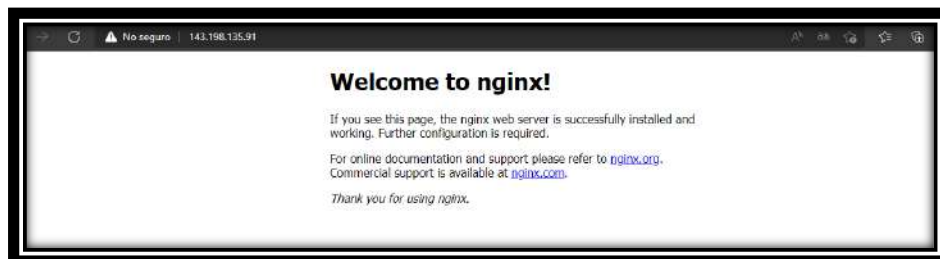 No seguro 143.198.135.91
Welcome to nginx!
If you see this page, the nginx web server is successfully installed and
working. Further configuration is required.
For online documentation and support please refer to nginx.org.
Commercial support is available at nginx.com.
Thank you for using nginx.